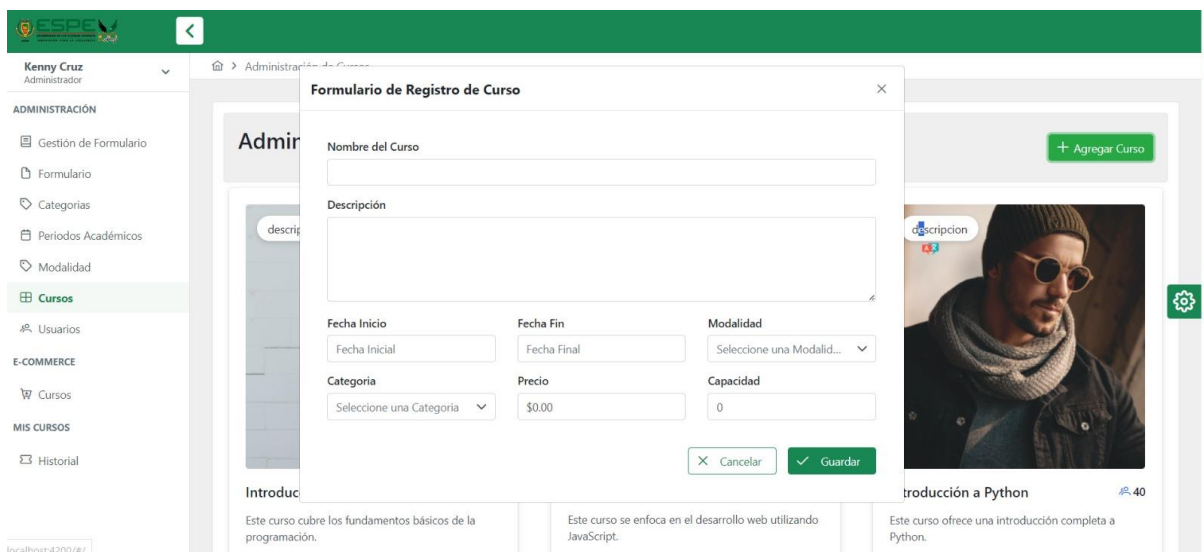 ESPE
Kenny Cruz
Administrador
Administración de Cursos
ADMINISTRACIÓN
Gestión de Formulario
Formulario
Categorias
Periodos Académicos
Modalidad
Cursos
Usuarios
E-COMMERCE
Cursos
MIS CURSOS
Historial
localhost:4200/#/
Admin
Agregar Curso
descrip
descripcion
Formulario de Registro de Curso
Nombre del Curso
Descripción
Fecha Inicio
Fecha Fin
Modalidad
Fecha Inicial
Fecha Final
Seleccione una Modalid...
Categoria
Precio
Capacidad
Seleccione una Categoria
$0.00
0
Cancelar
Guardar
Introduc
troducción a Python
40
Este curso cubre los fundamentos básicos de la
programación.
Este curso se enfoca en el desarrollo web utilizando
JavaScript.
Este curso ofrece una introducción completa a
Python.